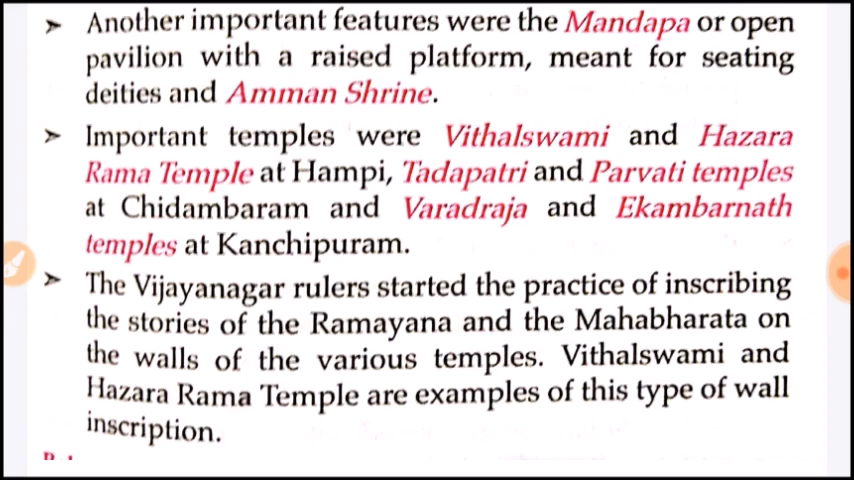 ➤ Another important features were the Mandapa or open
pavilion with a raised platform, meant for seating
deities and Amman Shrine.
➤ Important temples were Vithalswami and Hazara
Rama Temple at Hampi, Tadapatri and Parvati temples
at Chidambaram and Varadraja and Ekambarnath
temples at Kanchipuram.
➤ The Vijayanagar rulers started the practice of inscribing
the stories of the Ramayana and the Mahabharata on
the walls of the various temples. Vithalswami and
Hazara Rama Temple are examples of this type of wall
inscription.